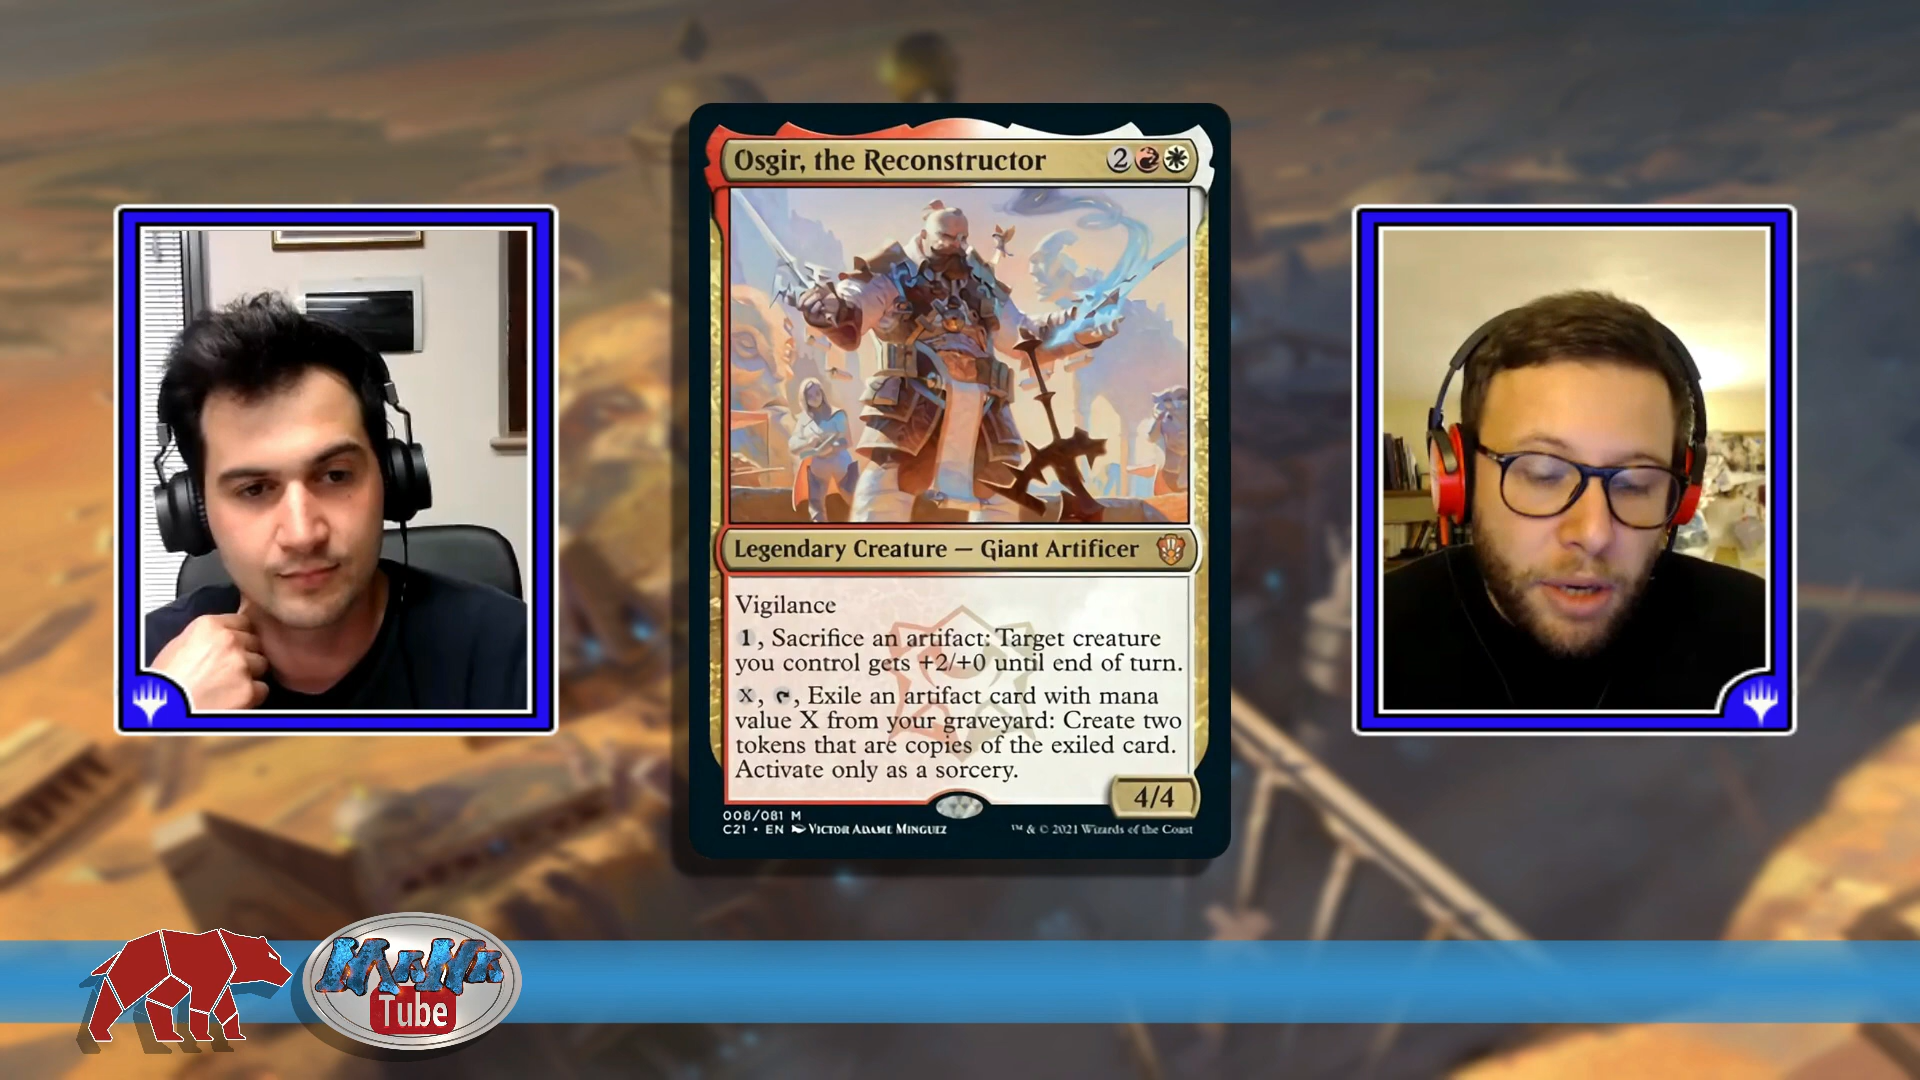 Osgir, the Reconstructor 2
Legendary Creature — Giant Artificer
Vigilance
1, Sacrifice an artifact: Target creature
you control gets +2/+0 until end of turn.
X, , Exile an artifact card with mana
value X from your graveyard: Create two
tokens that are copies of the exiled card.
Activate only as a sorcery.
4/4
008/081 M
C21 • EN Victor Adame Minguez
™ & © 2021 Wizards of the Coast
MaNa
Tube